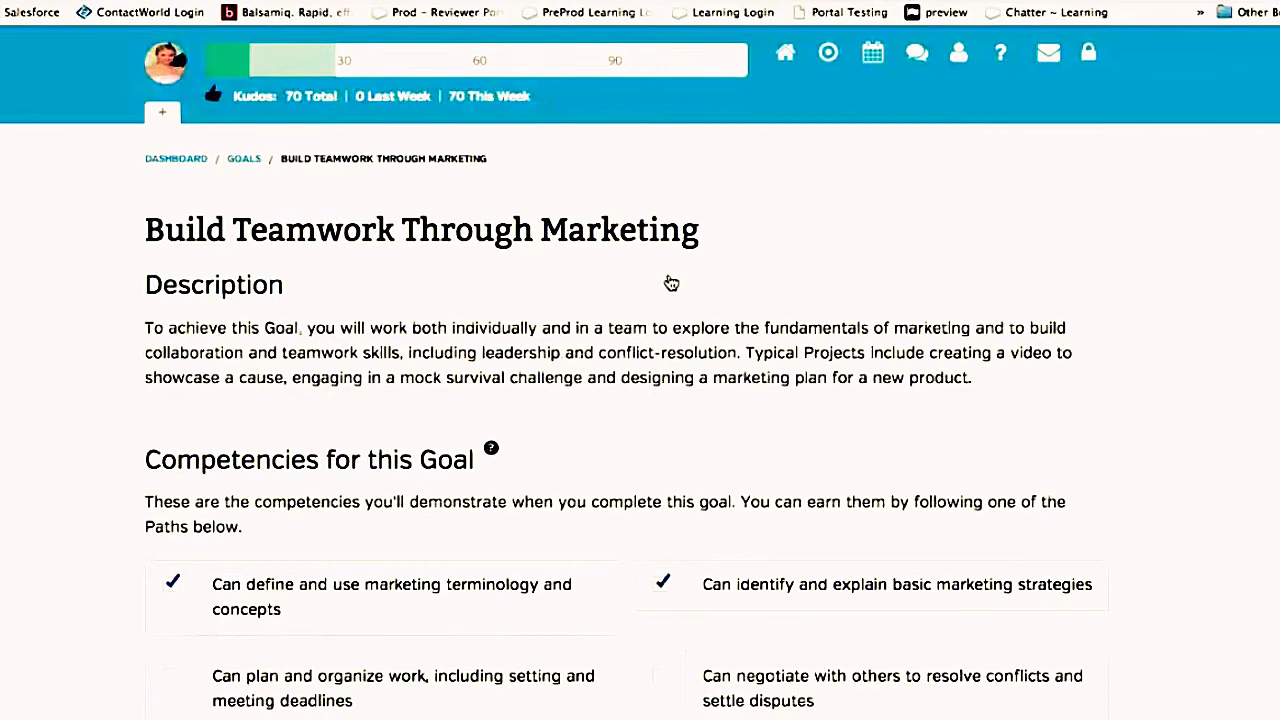 Salesforce ContactWorld Login Balsamiq. Rapid, eff Prod - Reviewer Por PreProd Learning Lo Learning Login Portal Testing preview Chatter ~ Learning » Other B
30 60 90
Kudos: 70 Total | 0 Last Week | 70 This Week
+
DASHBOARD / GOALS / BUILD TEAMWORK THROUGH MARKETING
Build Teamwork Through Marketing
Description
To achieve this Goal, you will work both individually and in a team to explore the fundamentals of marketing and to build
collaboration and teamwork skills, including leadership and conflict-resolution. Typical Projects include creating a video to
showcase a cause, engaging in a mock survival challenge and designing a marketing plan for a new product.
Competencies for this Goal ?
These are the competencies you'll demonstrate when you complete this goal. You can earn them by following one of the
Paths below.
Can define and use marketing terminology and
concepts
Can identify and explain basic marketing strategies
Can plan and organize work, including setting and
meeting deadlines
Can negotiate with others to resolve conflicts and
settle disputes